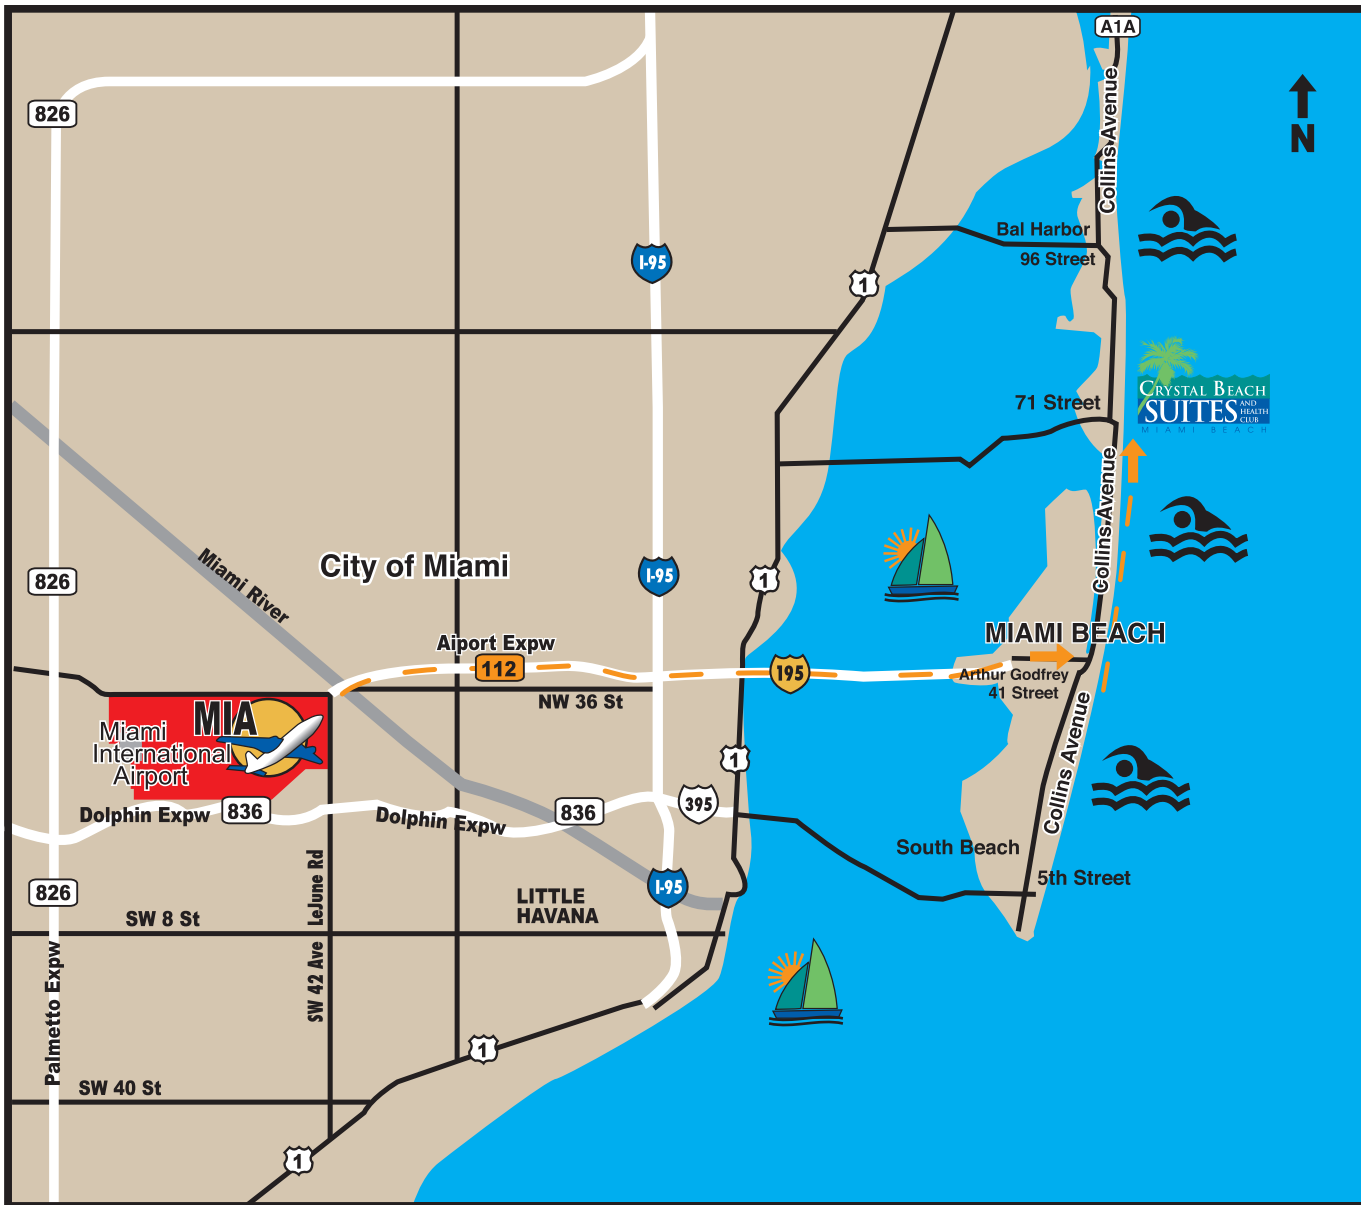 A1A
Collins Avenue
826
N
Bal Harbor
96 Street
I-95
1
CRYSTAL BEACH
SUITES
AND
HEALTH
CLUB
MIAMI BEACH
71 Street
Collins Avenue
Miami River
City of Miami
826
I-95
1
MIAMI BEACH
Aiport Expw
112
195
Arthur Godfrey
41 Street
NW 36 St
MIA
Miami
International
Airport
Collins Avenue
1
395
Dolphin Expw
836
Dolphin Expw
836
South Beach
5th Street
826
I-95
LITTLE
HAVANA
SW 8 St
SW 42 Ave LeJune Rd
Palmetto Expw
1
SW 40 St
1